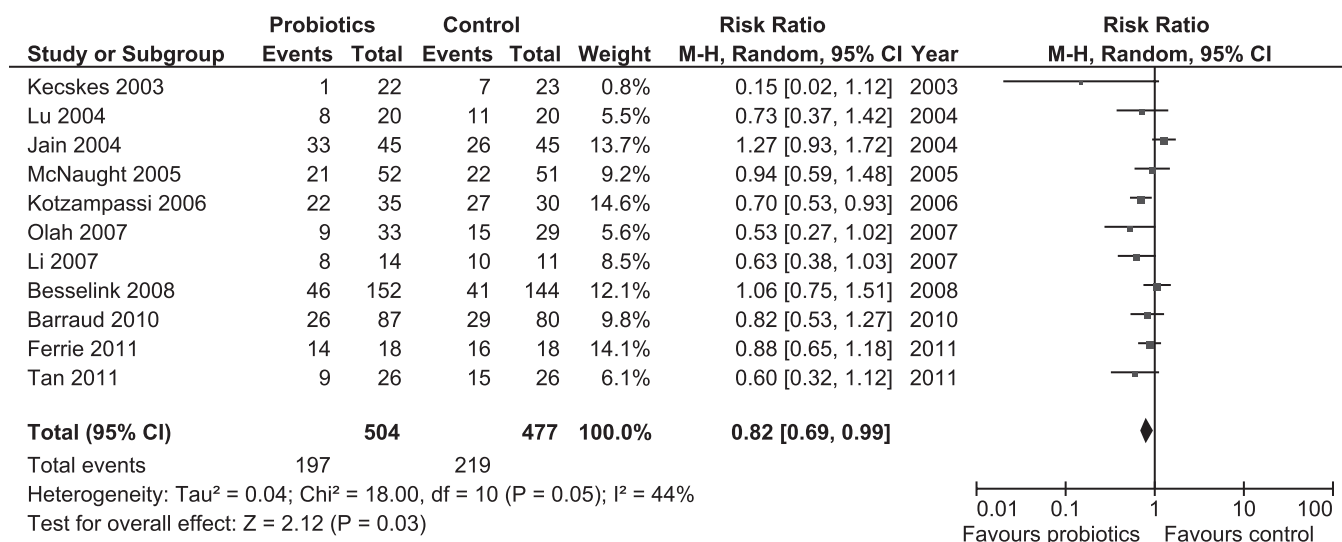 Probiotics Control Risk Ratio Risk Ratio
Study or Subgroup Events Total Events Total Weight M-H, Random, 95% CI Year M-H, Random, 95% CI
Kecskes 2003 1 22 7 23 0.8% 0.15 [0.02, 1.12] 2003
Lu 2004 8 20 11 20 5.5% 0.73 [0.37, 1.42] 2004
Jain 2004 33 45 26 45 13.7% 1.27 [0.93, 1.72] 2004
McNaught 2005 21 52 22 51 9.2% 0.94 [0.59, 1.48] 2005
Kotzampassi 2006 22 35 27 30 14.6% 0.70 [0.53, 0.93] 2006
Olah 2007 9 33 15 29 5.6% 0.53 [0.27, 1.02] 2007
Li 2007 8 14 10 11 8.5% 0.63 [0.38, 1.03] 2007
Besselink 2008 46 152 41 144 12.1% 1.06 [0.75, 1.51] 2008
Barraud 2010 26 87 29 80 9.8% 0.82 [0.53, 1.27] 2010
Ferrie 2011 14 18 16 18 14.1% 0.88 [0.65, 1.18] 2011
Tan 2011 9 26 15 26 6.1% 0.60 [0.32, 1.12] 2011
Total (95% CI) 504 477 100.0% 0.82 [0.69, 0.99]
Total events 197 219
Heterogeneity: Tau² = 0.04; Chi² = 18.00, df = 10 (P = 0.05); I² = 44%
Test for overall effect: Z = 2.12 (P = 0.03)
0.01 0.1 1 10 100
Favours probiotics Favours control